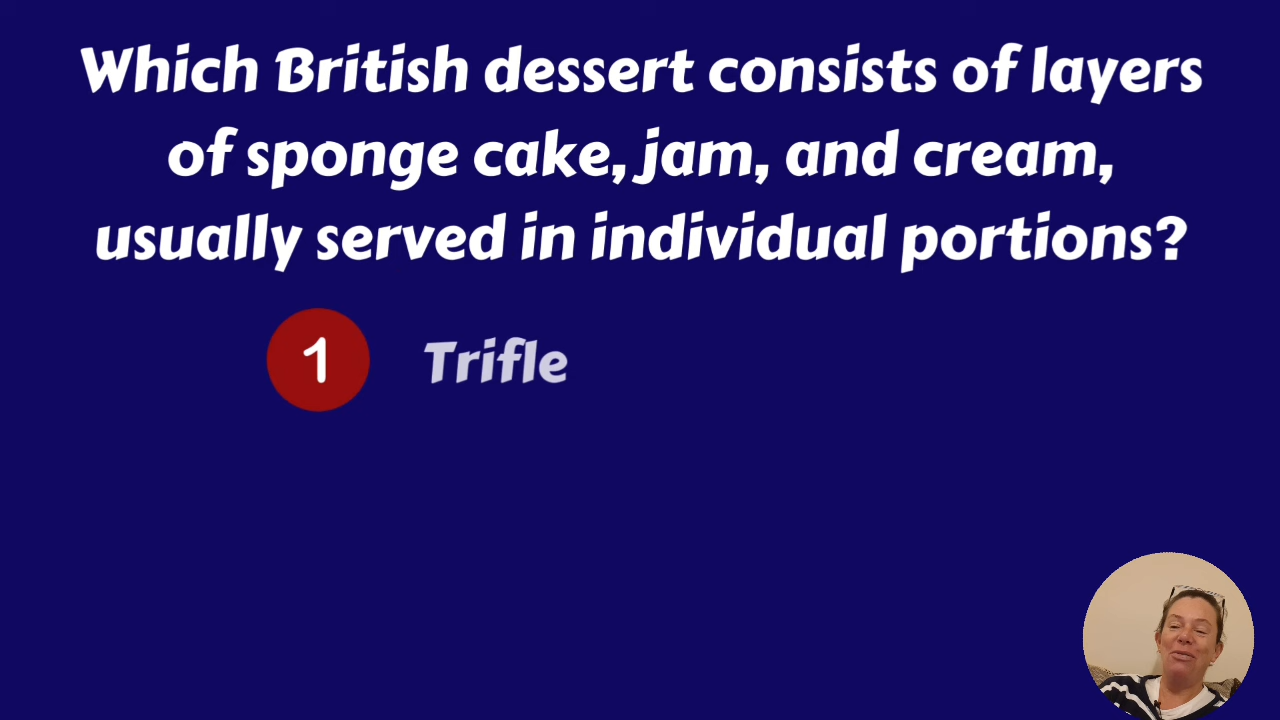 Which British dessert consists of layers
of sponge cake, jam, and cream,
usually served in individual portions?
1 Trifle